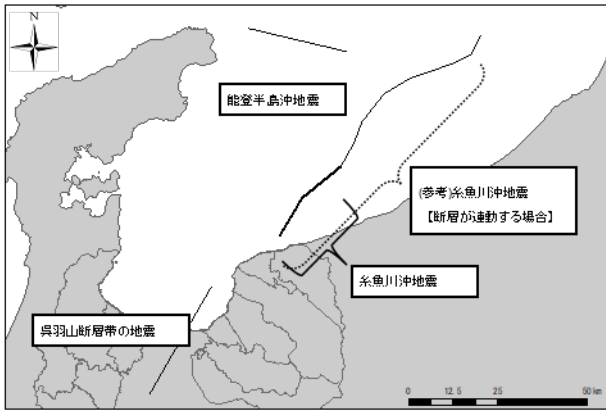 N
能登半島沖地震
(参考)糸魚川沖地震
【断層が連動する場合】
糸魚川沖地震
呉羽山断層帯の地震
0 12.5 25 50 km